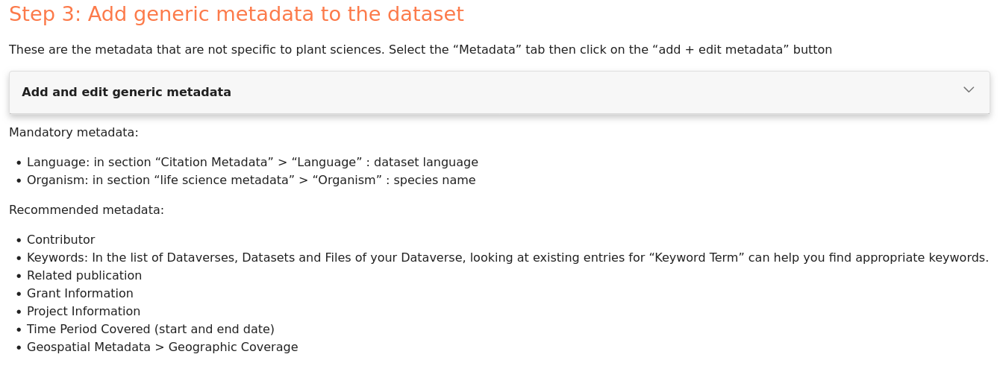 Step 3: Add generic metadata to the dataset
These are the metadata that are not specific to plant sciences. Select the “Metadata” tab then click on the “add + edit metadata” button
Add and edit generic metadata
Mandatory metadata:
• Language: in section “Citation Metadata” > “Language” : dataset language
• Organism: in section “life science metadata” > “Organism” : species name
Recommended metadata:
• Contributor
• Keywords: In the list of Dataverses, Datasets and Files of your Dataverse, looking at existing entries for “Keyword Term” can help you find appropriate keywords.
• Related publication
• Grant Information
• Project Information
• Time Period Covered (start and end date)
• Geospatial Metadata > Geographic Coverage